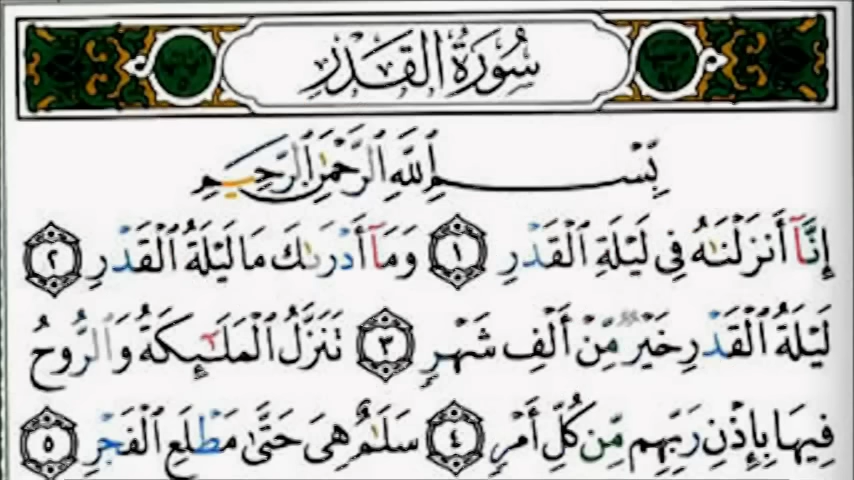 سُورَةُ الْقَدْرِ
بِّسْمِ ٱللَّهِ ٱلرَّحْمَٰنِ ٱلرَّحِيمِ
إِنَّآ أَنزَلْنَٰهُ فِى لَيْلَةِ ٱلْقَدْرِ ١ وَمَآ أَدْرَىٰكَ مَا لَيْلَةُ ٱلْقَدْرِ ٢
لَيْلَةُ ٱلْقَدْرِ خَيْرٌ مِّنْ أَلْفِ شَهْرٍ ٣ تَنَزَّلُ ٱلْمَلَٰٓئِكَةُ وَٱلرُّوحُ
فِيهَا بِإِذْنِ رَبِّهِم مِّن كُلِّ أَمْرٍ ٤ سَلَٰمٌ هِىَ حَتَّىٰ مَطْلَعِ ٱلْفَجْرِ ٥